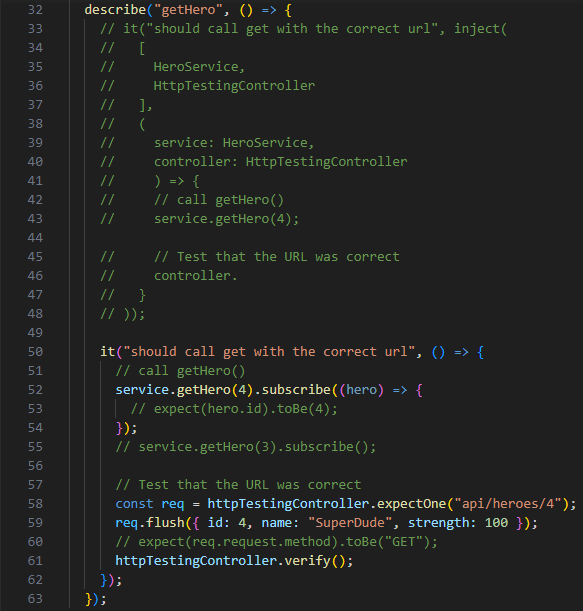 32 describe("getHero", () => {
33 // it("should call get with the correct url", inject(
34 // [
35 // HeroService,
36 // HttpTestingController
37 // ],
38 // (
39 // service: HeroService,
40 // controller: HttpTestingController
41 // ) => {
42 // // call getHero()
43 // service.getHero(4);
44
45 // // Test that the URL was correct
46 // controller.
47 // }
48 // ));
49
50 it("should call get with the correct url", () => {
51 // call getHero()
52 service.getHero(4).subscribe((hero) => {
53 // expect(hero.id).toBe(4);
54 });
55 // service.getHero(3).subscribe();
56
57 // Test that the URL was correct
58 const req = httpTestingController.expectOne("api/heroes/4");
59 req.flush({ id: 4, name: "SuperDude", strength: 100 });
60 // expect(req.request.method).toBe("GET");
61 httpTestingController.verify();
62 });
63 });